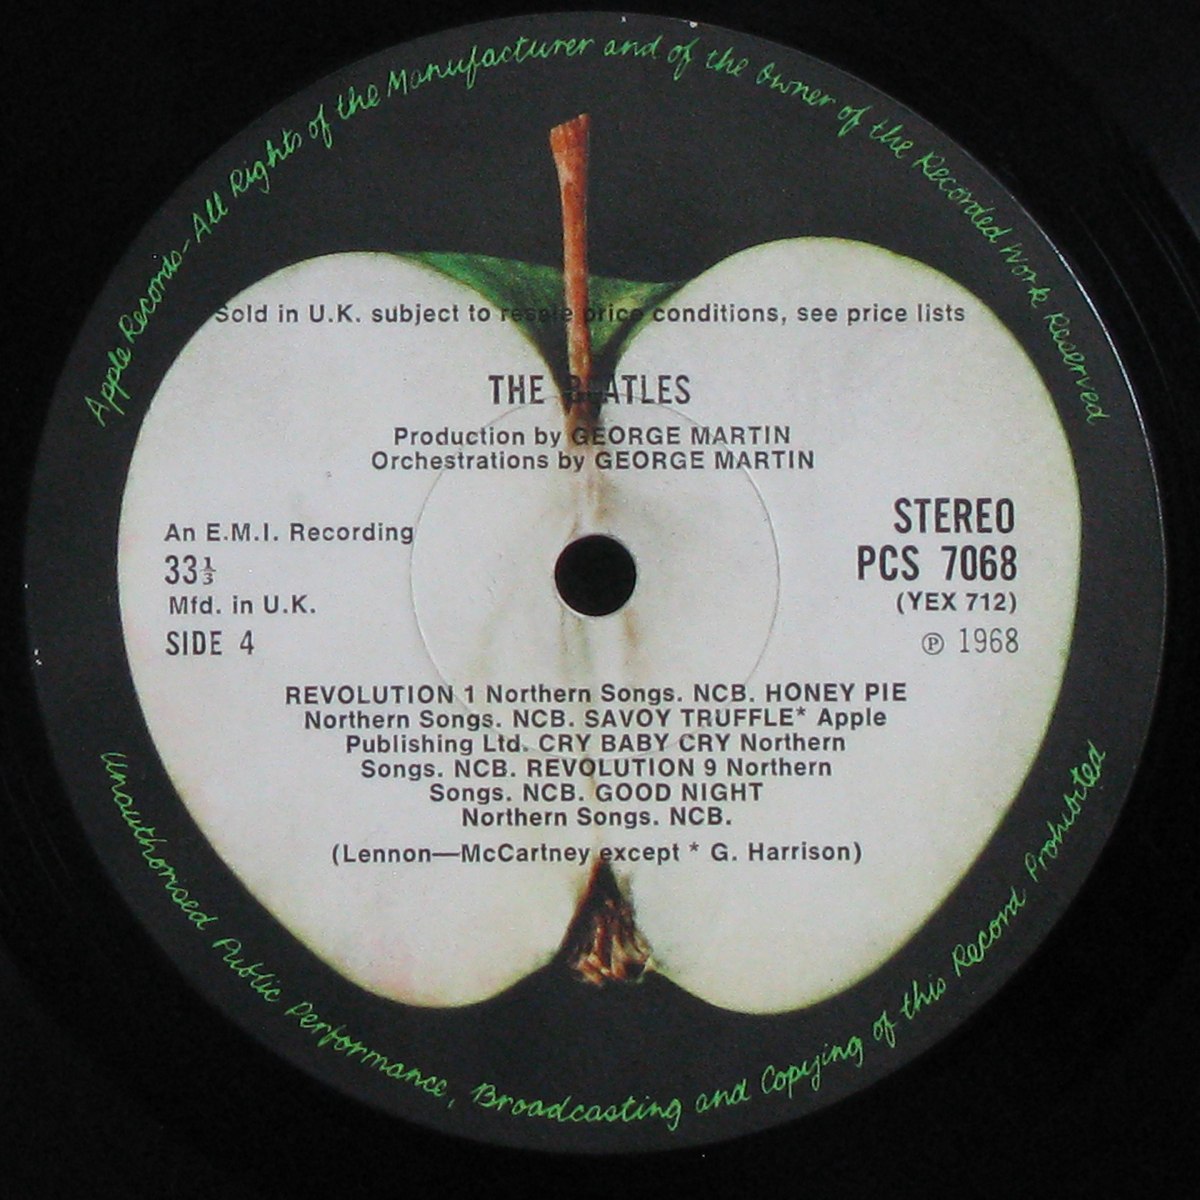 Apple Records—All Rights of the Manufacturer and of the Owner of the Recorded Work Reserved
Sold in U.K. subject to resale price conditions, see price lists
THE BEATLES
Production by GEORGE MARTIN
Orchestrations by GEORGE MARTIN
An E.M.I. Recording
33⅓
Mfd. in U.K.
SIDE 4
STEREO
PCS 7068
(YEX 712)
℗ 1968
REVOLUTION 1 Northern Songs. NCB. HONEY PIE
Northern Songs. NCB. SAVOY TRUFFLE* Apple
Publishing Ltd. CRY BABY CRY Northern
Songs. NCB. REVOLUTION 9 Northern
Songs. NCB. GOOD NIGHT
Northern Songs. NCB.
(Lennon—McCartney except * G. Harrison)
Unauthorised Public Performance, Broadcasting and Copying of this Record Prohibited